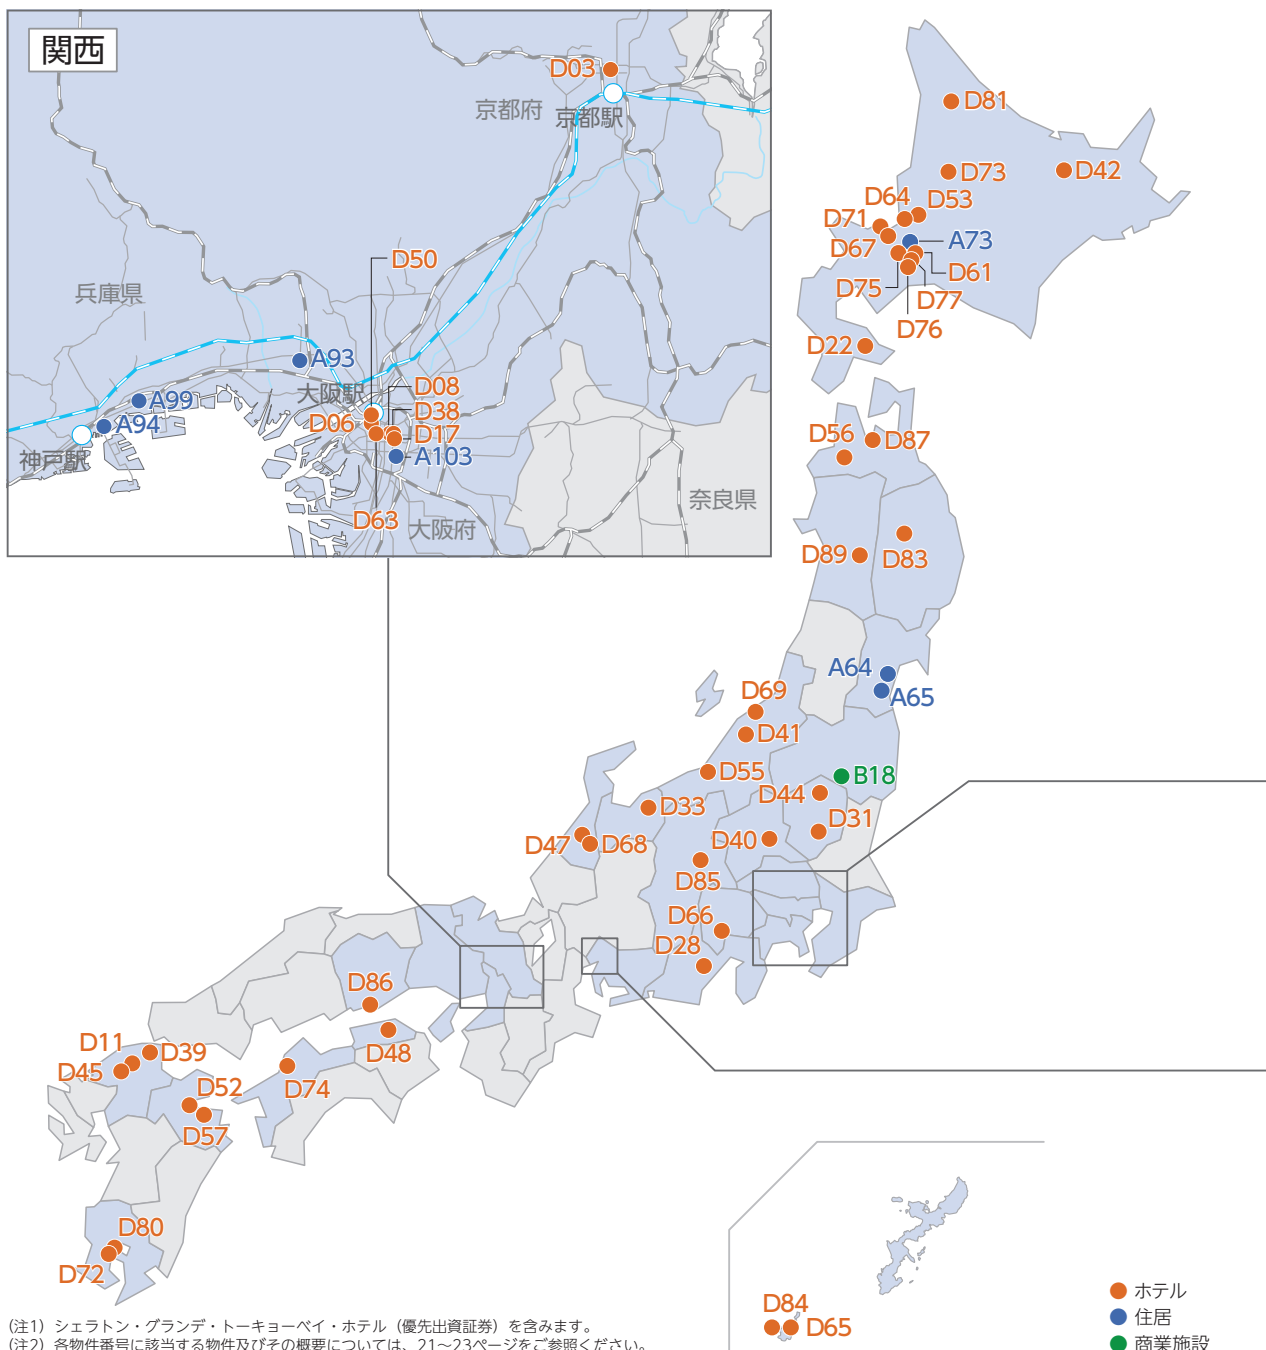 関西
D03
京都府
京都駅
D50
兵庫県
A93
大阪駅
D08
D38
D06
D17
A103
A99
A94
神戸駅
D63
大阪府
奈良県
D81
D73
D42
D64
D53
D71
A73
D67
D61
D75
D77
D76
D22
D56
D87
D89
D83
A64
A65
D69
D41
D55
B18
D44
D33
D31
D40
D47
D68
D85
D66
D28
D86
D48
D11
D39
D45
D74
D52
D57
D80
D72
D84
D65
ホテル
住居
商業施設
(注1)シェラトン・グランデ・トーキョーベイ・ホテル(優先出資証券)を含みます。
(注2)各物件番号に該当する物件及びその概要については、21～23ページをご参照ください。